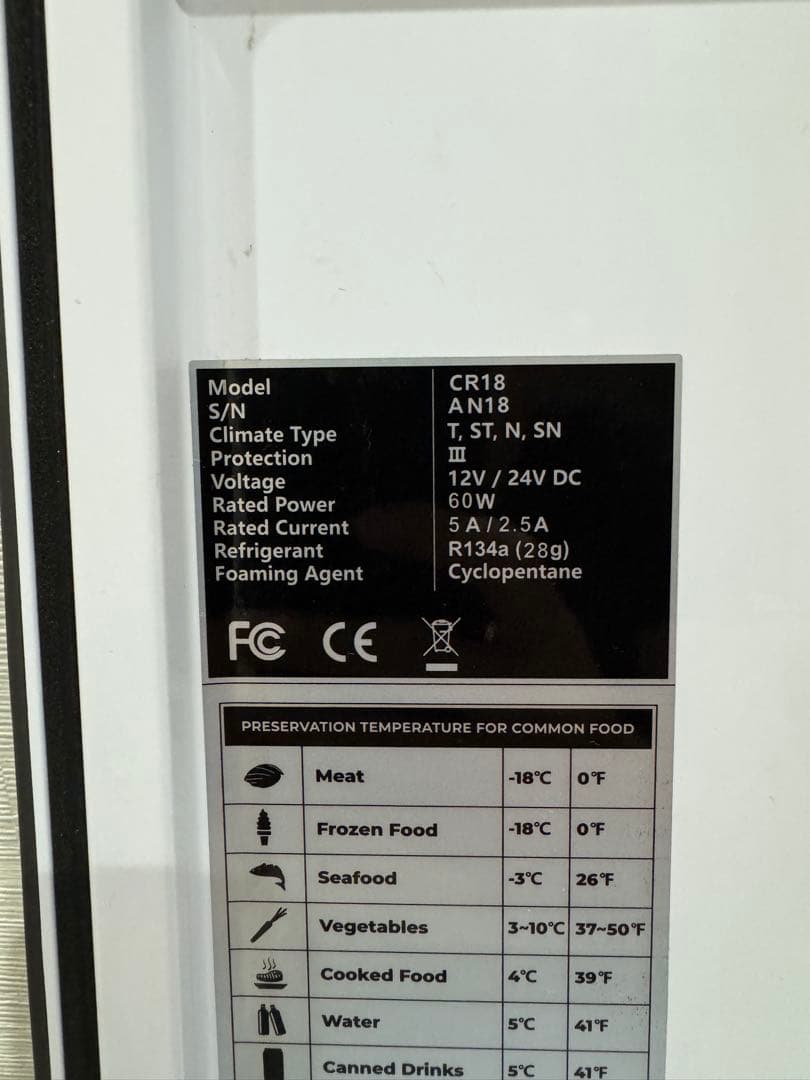 Model CR18
S/N AN18
Climate Type T, ST, N, SN
Protection III
Voltage 12V / 24V DC
Rated Power 60W
Rated Current 5 A / 2.5A
Refrigerant R134a (28g)
Foaming Agent Cyclopentane
FC CE
PRESERVATION TEMPERATURE FOR COMMON FOOD
Meat -18℃ 0℉
Frozen Food -18℃ 0℉
Seafood -3℃ 26℉
Vegetables 3~10℃ 37~50℉
Cooked Food 4℃ 39℉
Water 5℃ 41℉
Canned Drinks 5℃ 41℉